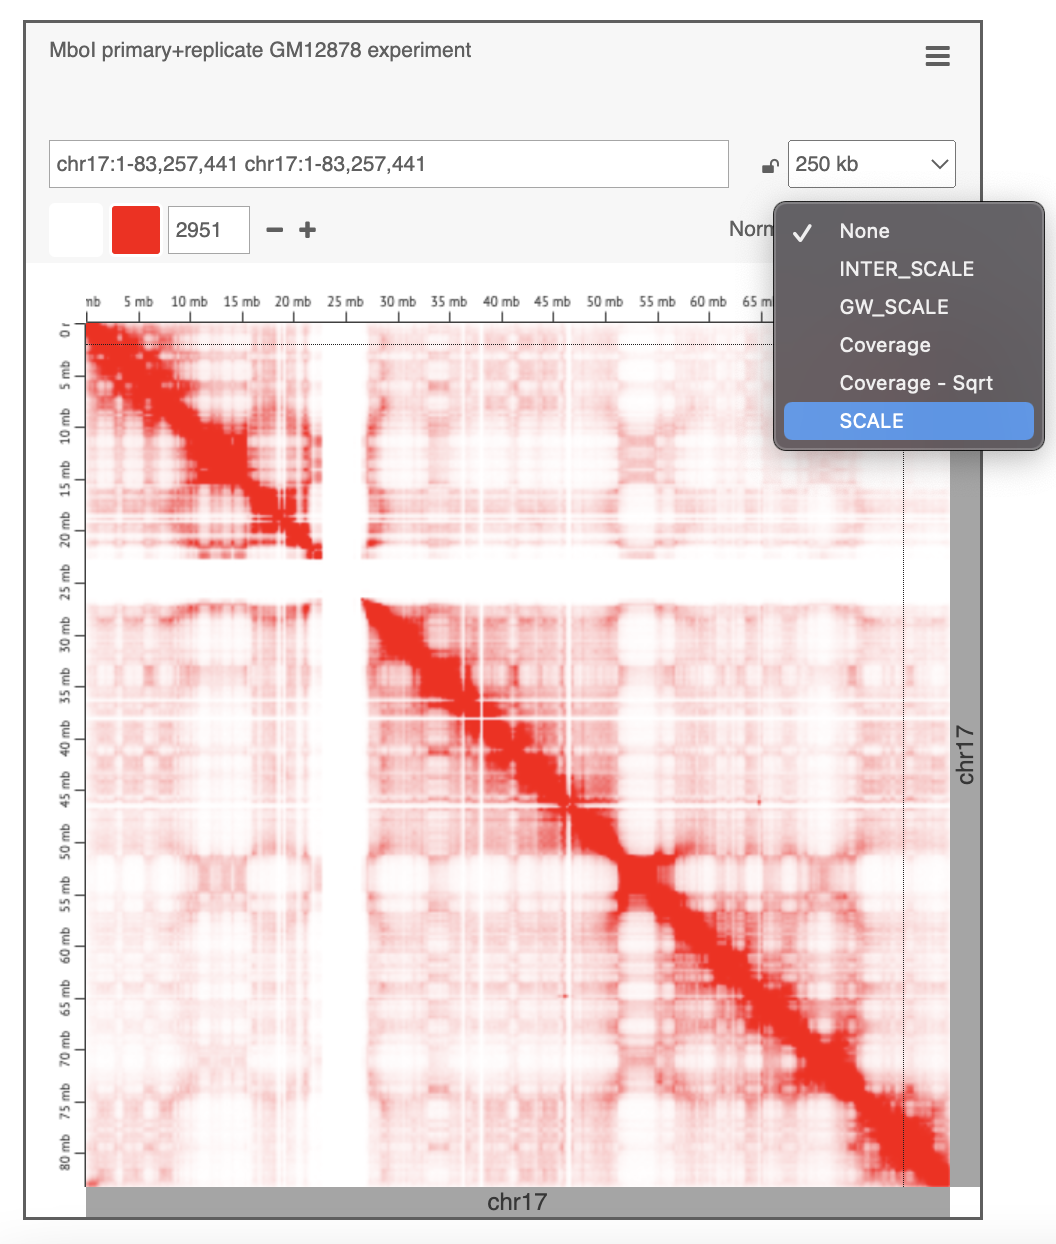 MboI primary+replicate GM12878 experiment
chr17:1-83,257,441 chr17:1-83,257,441
250 kb
2951
Norm
None
INTER_SCALE
GW_SCALE
Coverage
Coverage - Sqrt
SCALE
mb 5 mb 10 mb 15 mb 20 mb 25 mb 30 mb 35 mb 40 mb 45 mb 50 mb 55 mb 60 mb 65 m
0 r
5 mb
10 mb
15 mb
20 mb
25 mb
30 mb
35 mb
40 mb
45 mb
50 mb
55 mb
60 mb
65 mb
70 mb
75 mb
80 mb
chr17
chr17